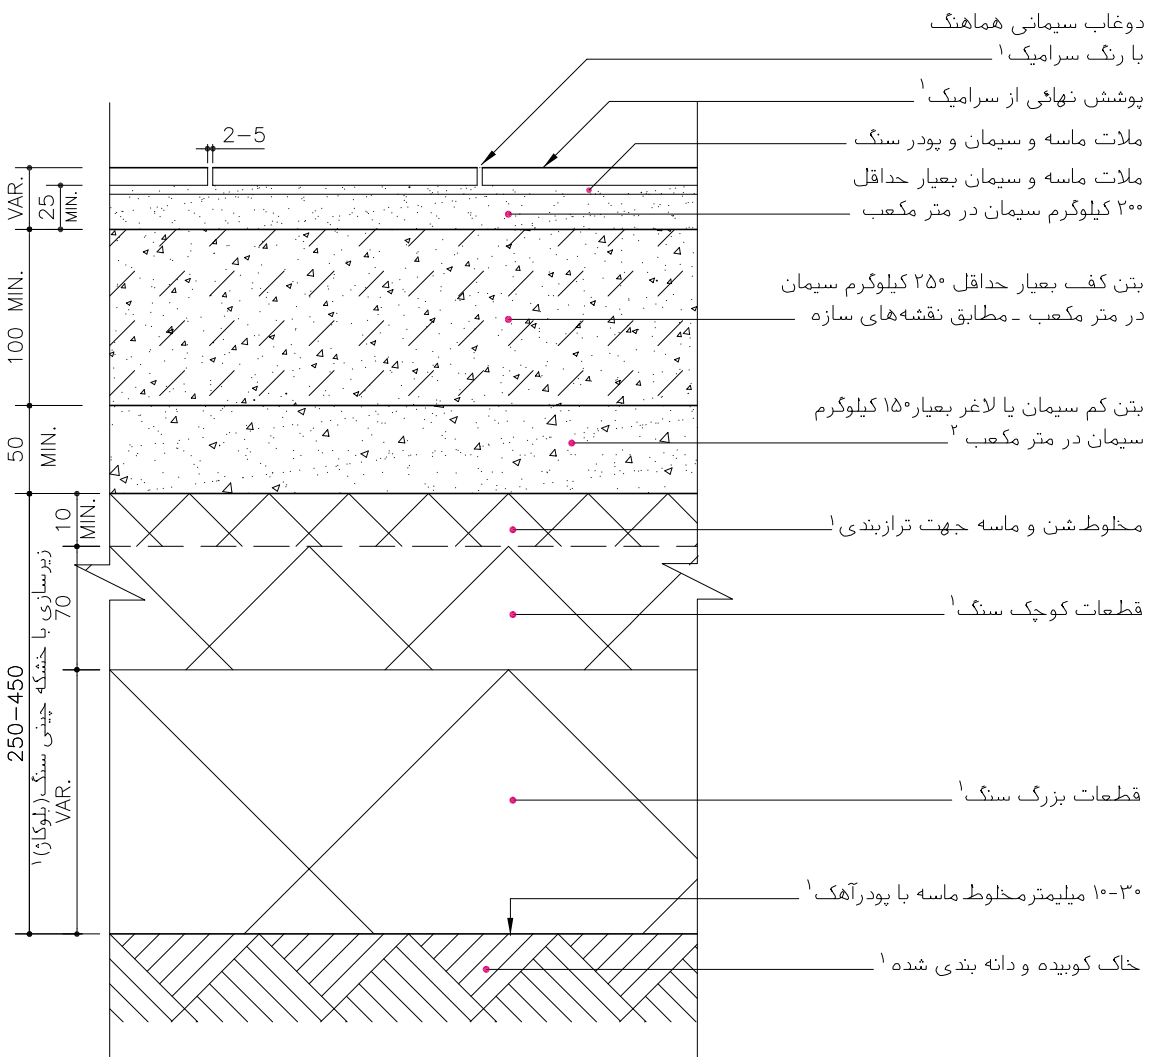 دوغاب سیمانی هماهنگ
با رنگ سرامیک ۱
پوشش نهائی از سرامیک ۱
ملات ماسه و سیمان و پودر سنگ
ملات ماسه و سیمان بعیار حداقل
۲۰۰ کیلوگرم سیمان در متر مکعب
بتن کف بعیار حداقل ۲۵۰ کیلوگرم سیمان
در متر مکعب - مطابق نقشه‌های سازه
بتن کم سیمان یا لاغر بعیار ۱۵۰ کیلوگرم
سیمان در متر مکعب ۲
مخلوط شن و ماسه جهت ترازبندی ۱
قطعات کوچک سنگ ۱
قطعات بزرگ سنگ ۱
۱۰-۳۰ میلیمتر مخلوط ماسه با پودرآهک ۱
خاک کوبیده و دانه بندی شده ۱
2-5
VAR.
25
MIN.
100 MIN.
50
MIN.
10
MIN.
70
VAR.
250-450
زیرسازی با خشکه چینی سنگ (بلوکاژ) ۱